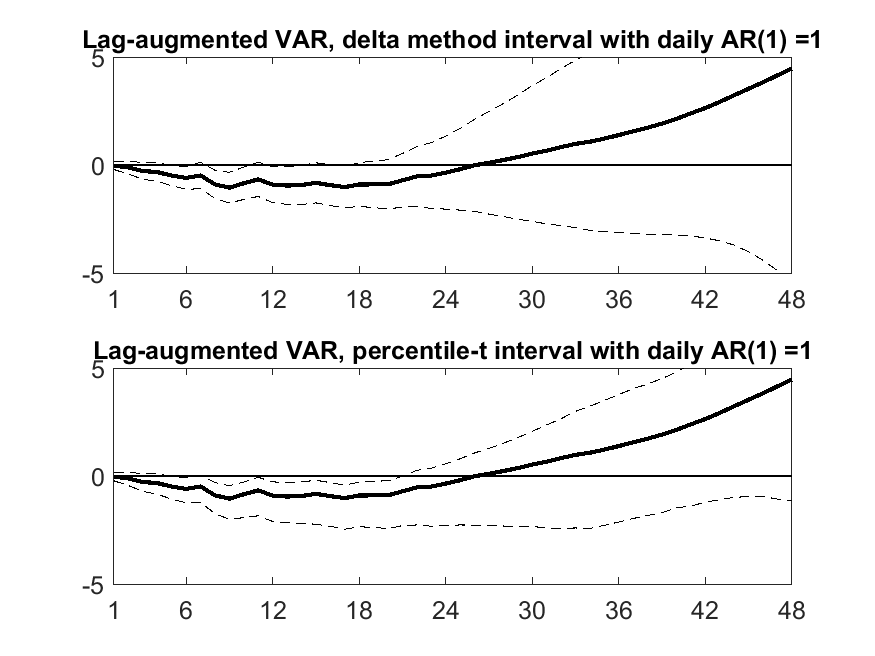 Lag-augmented VAR, delta method interval with daily AR(1) =1
5
0
-5
1 6 12 18 24 30 36 42 48
Lag-augmented VAR, percentile-t interval with daily AR(1) =1
5
0
-5
1 6 12 18 24 30 36 42 48